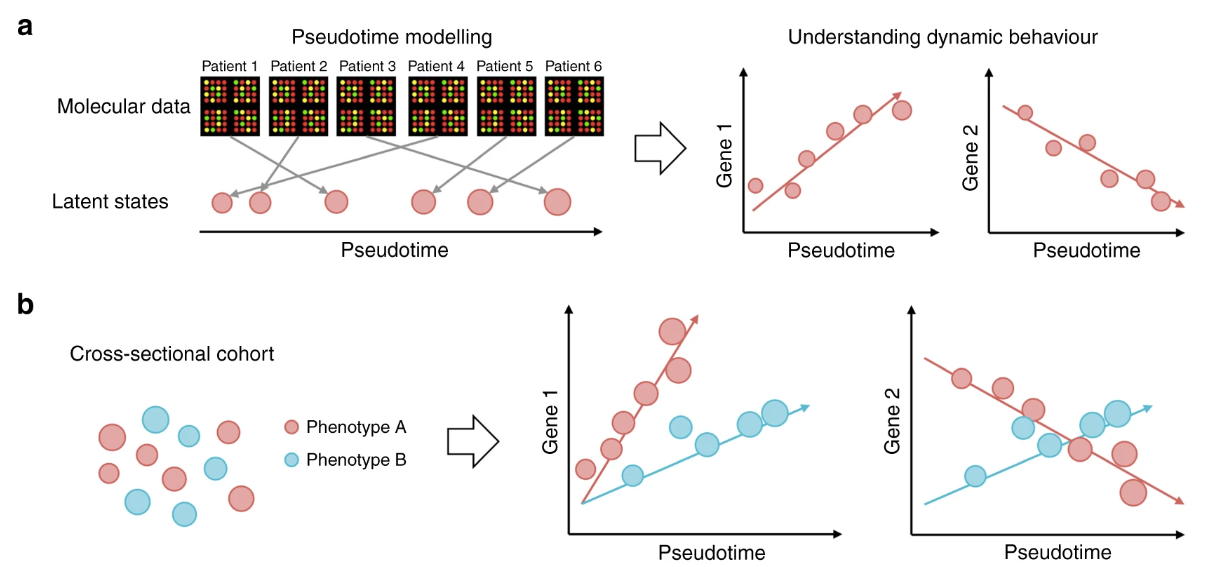 a
Pseudotime modelling
Understanding dynamic behaviour
Patient 1 Patient 2 Patient 3 Patient 4 Patient 5 Patient 6
Molecular data
Latent states
Pseudotime
Gene 1
Pseudotime
Gene 2
Pseudotime
b
Cross-sectional cohort
Phenotype A
Phenotype B
Gene 1
Pseudotime
Gene 2
Pseudotime